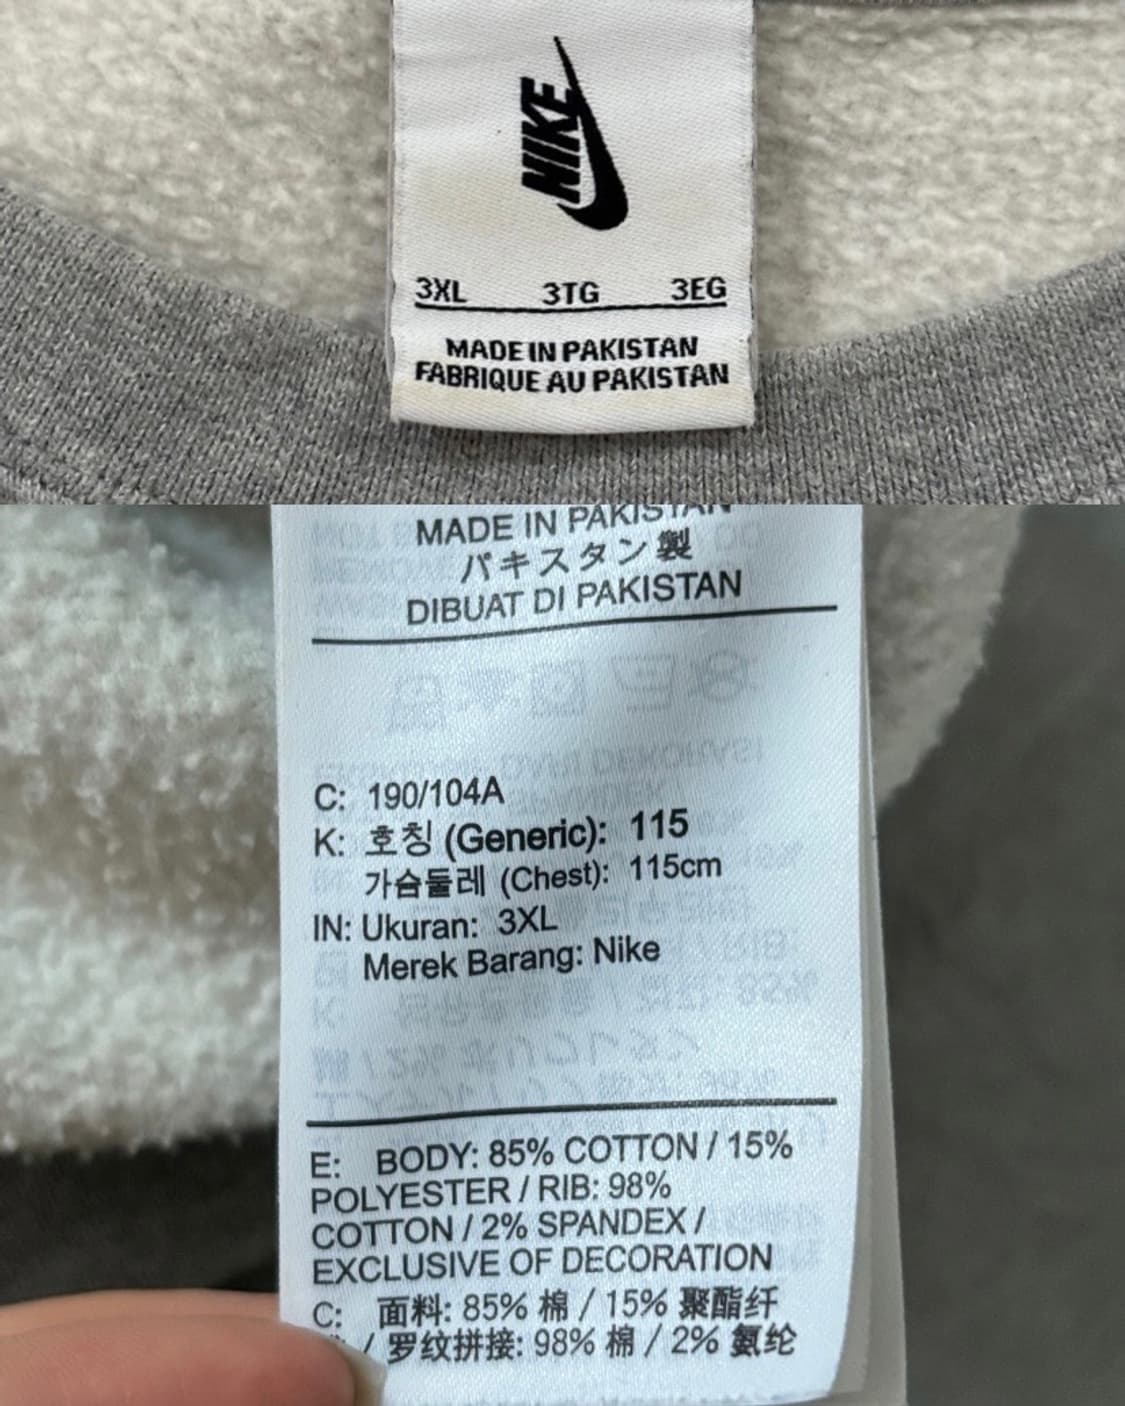 NIKE
3XL 3TG 3EG
MADE IN PAKISTAN
FABRIQUE AU PAKISTAN
MADE IN PAKISTAN
パキスタン製
DIBUAT DI PAKISTAN
C: 190/104A
K: 호칭 (Generic): 115
가슴둘레 (Chest): 115cm
IN: Ukuran: 3XL
Merek Barang: Nike
E: BODY: 85% COTTON / 15%
POLYESTER / RIB: 98%
COTTON / 2% SPANDEX /
EXCLUSIVE OF DECORATION
C: 面料: 85% 棉 / 15% 聚酯纤
/ 罗纹拼接: 98% 棉 / 2% 氨纶